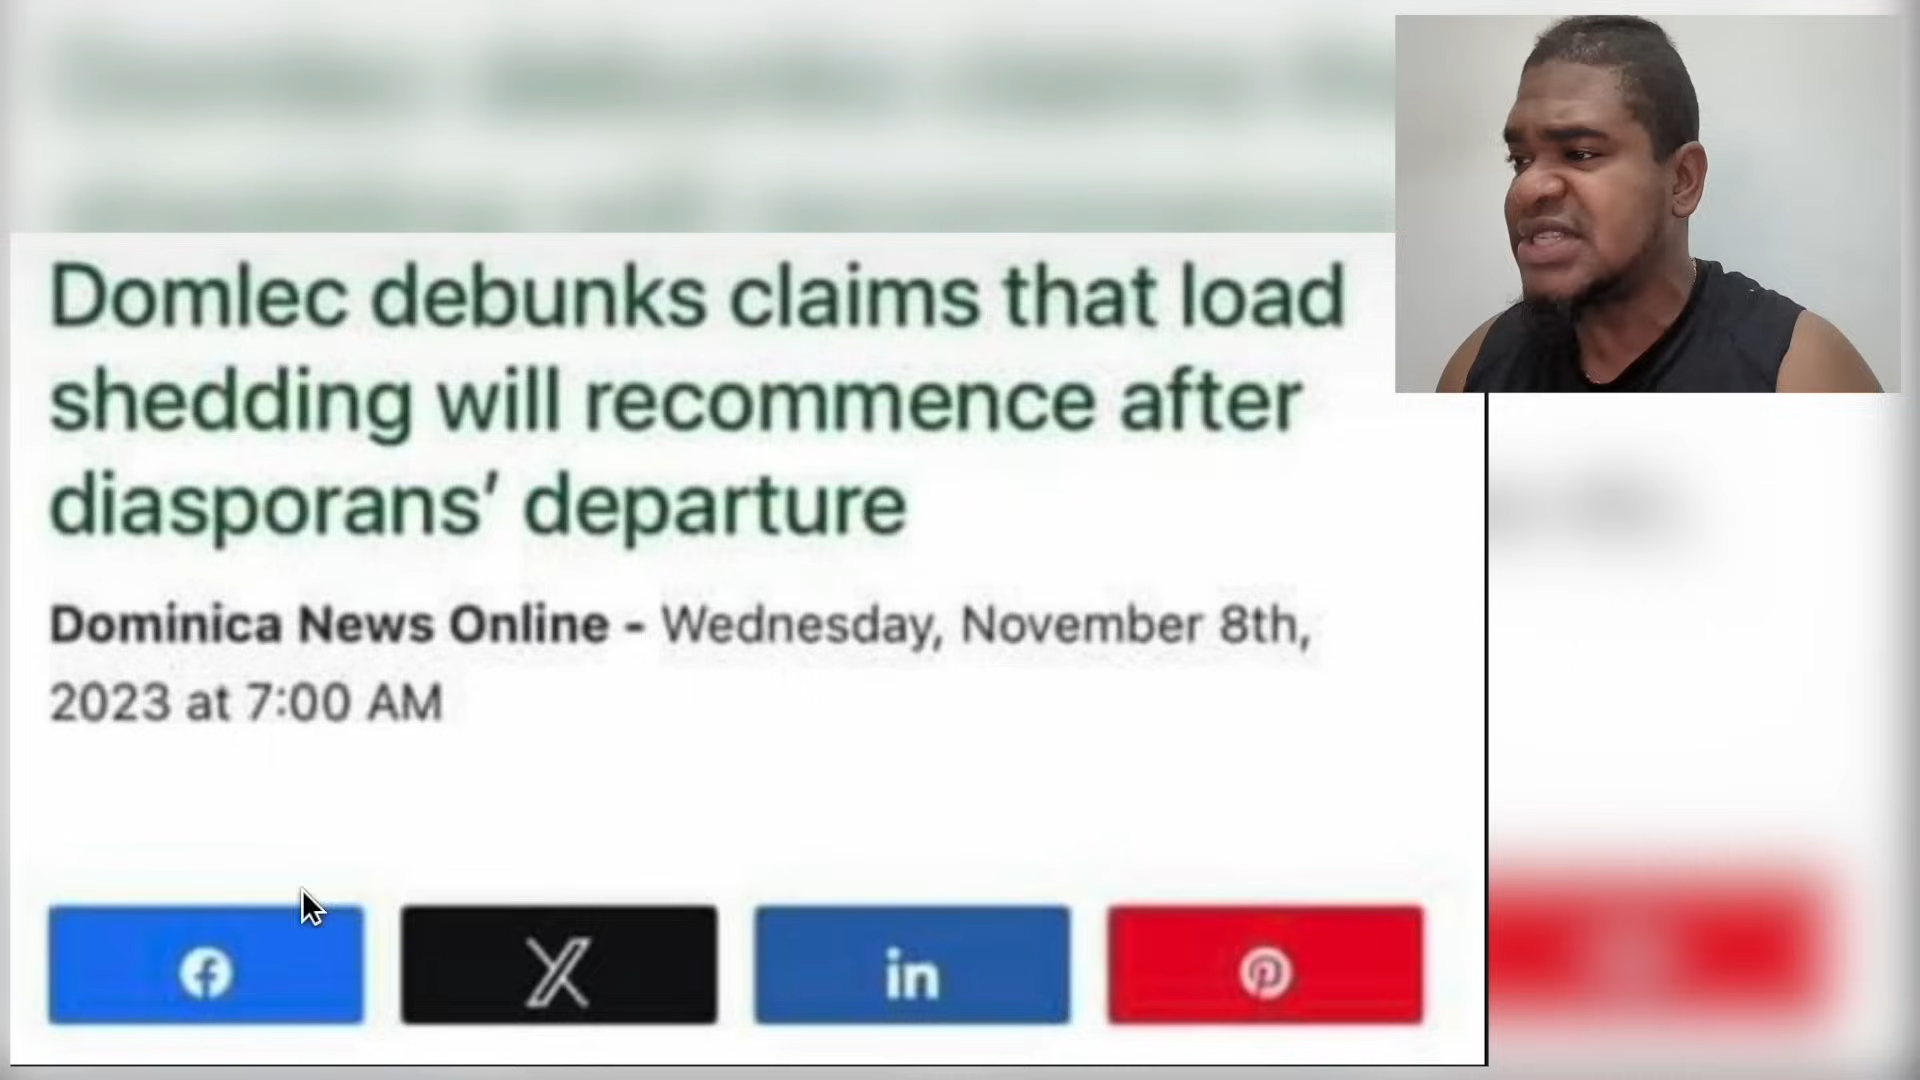 Domlec debunks claims that load
shedding will recommence after
diasporans’ departure
Dominica News Online - Wednesday, November 8th,
2023 at 7:00 AM